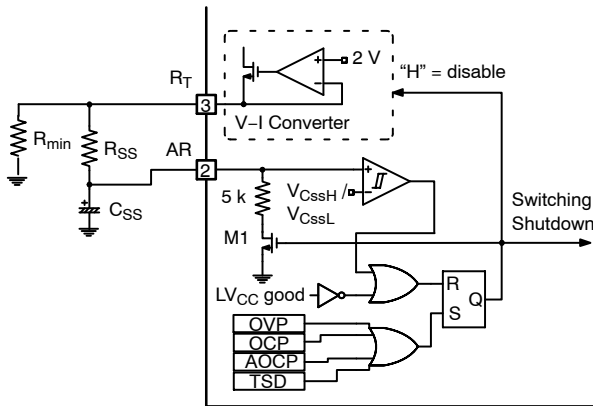 R_T
3
V–I Converter
+
–
2 V
"H" = disable
R_min
R_SS
AR
2
+
C_SS
5 k
V_CssH /
V_CssL
+
–
M1
Switching
Shutdown
LV_CC good
R
S
Q
OVP
OCP
AOCP
TSD